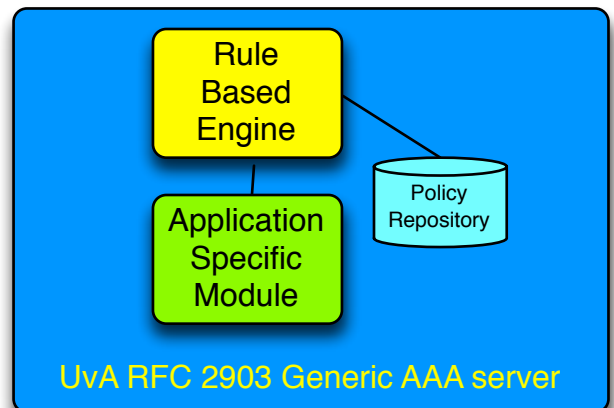 Rule
Based
Engine
Policy
Repository
Application
Specific
Module
UvA RFC 2903 Generic AAA server